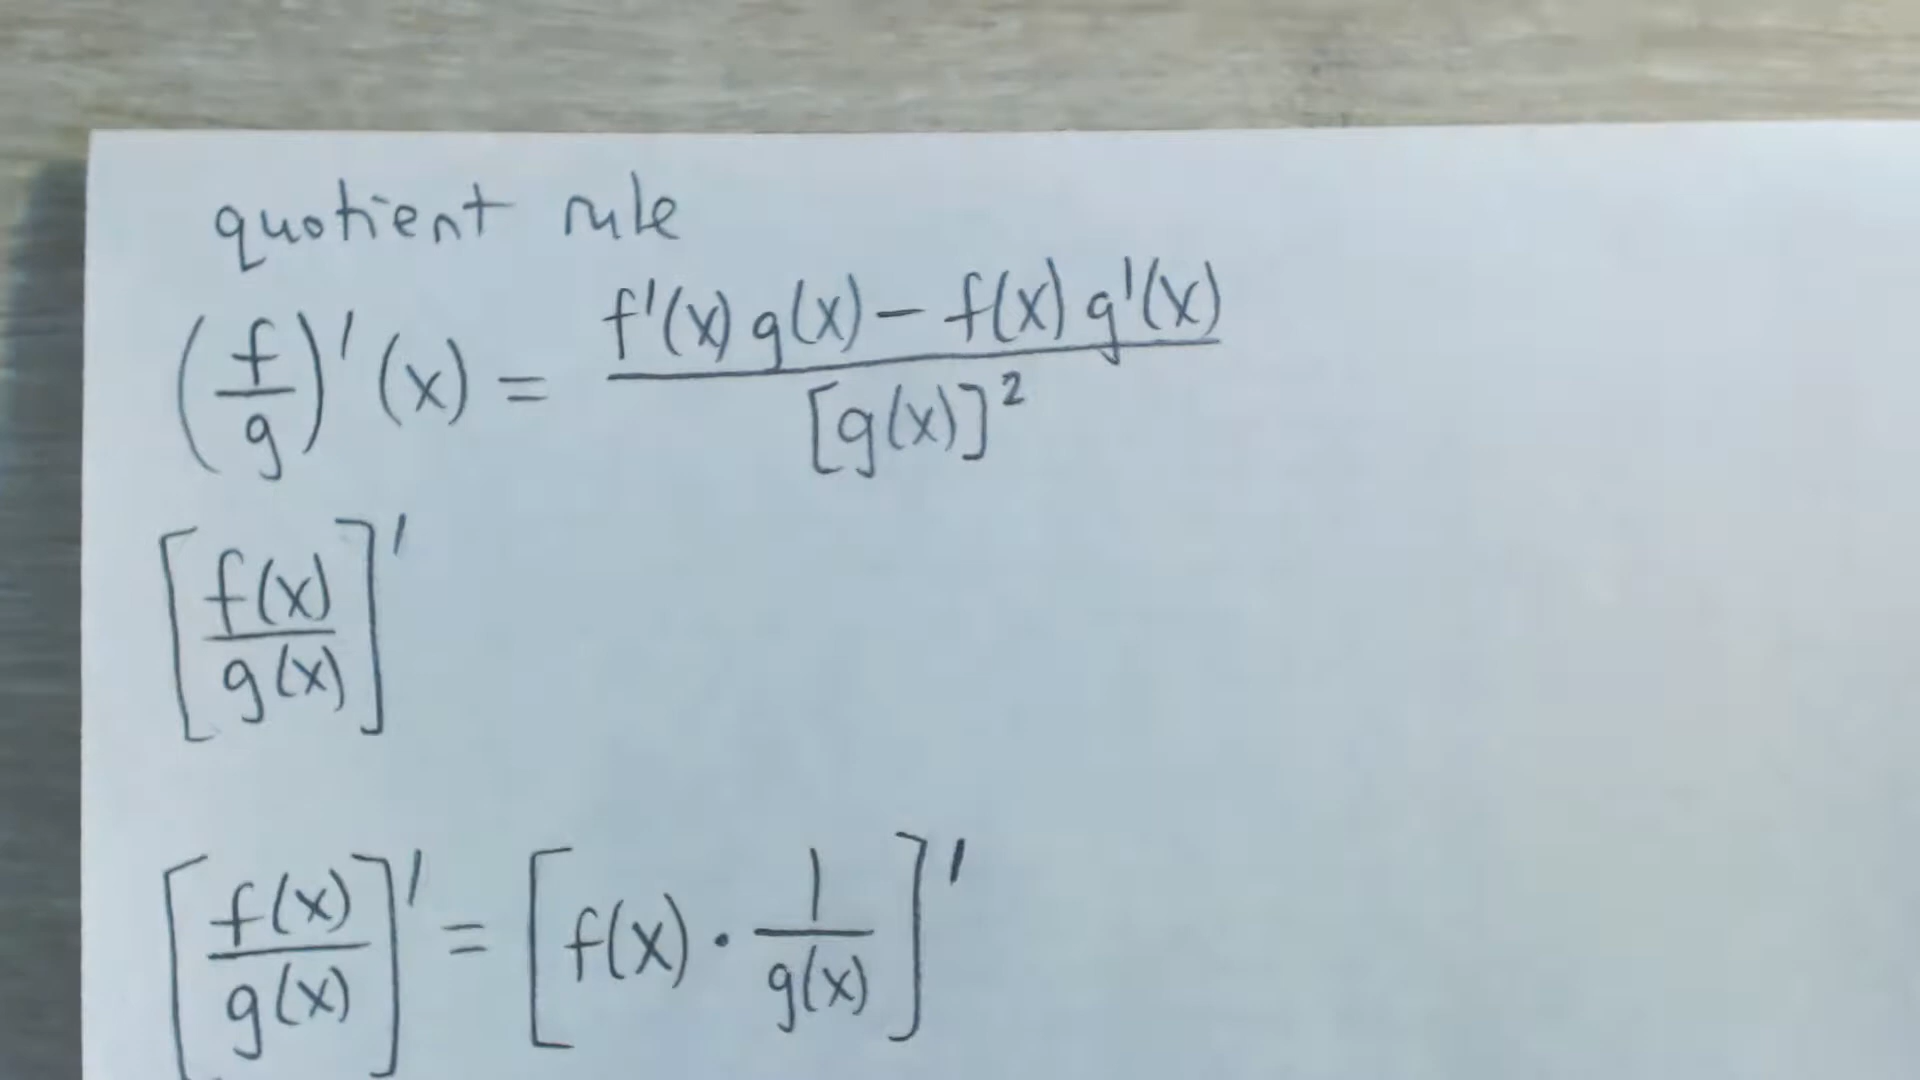 quotient rule
(f/g)'(x) = f'(x) g(x) − f(x) g'(x) / [g(x)]²
[f(x)/g(x)]'
[f(x)/g(x)]' = [f(x) · 1/g(x)]'